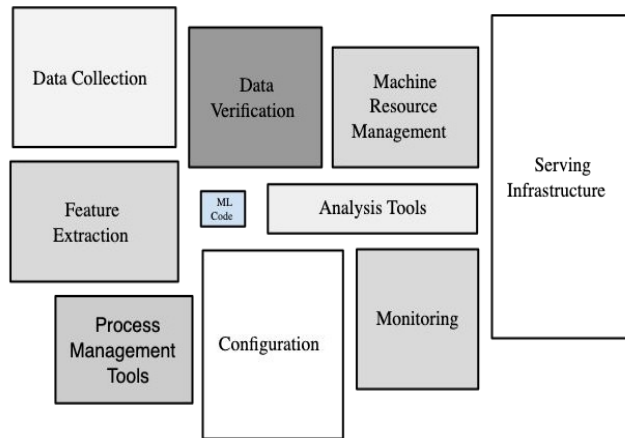 Data Collection
Data
Verification
Machine
Resource
Management
Serving
Infrastructure
Feature
Extraction
ML
Code
Analysis Tools
Process
Management
Tools
Configuration
Monitoring